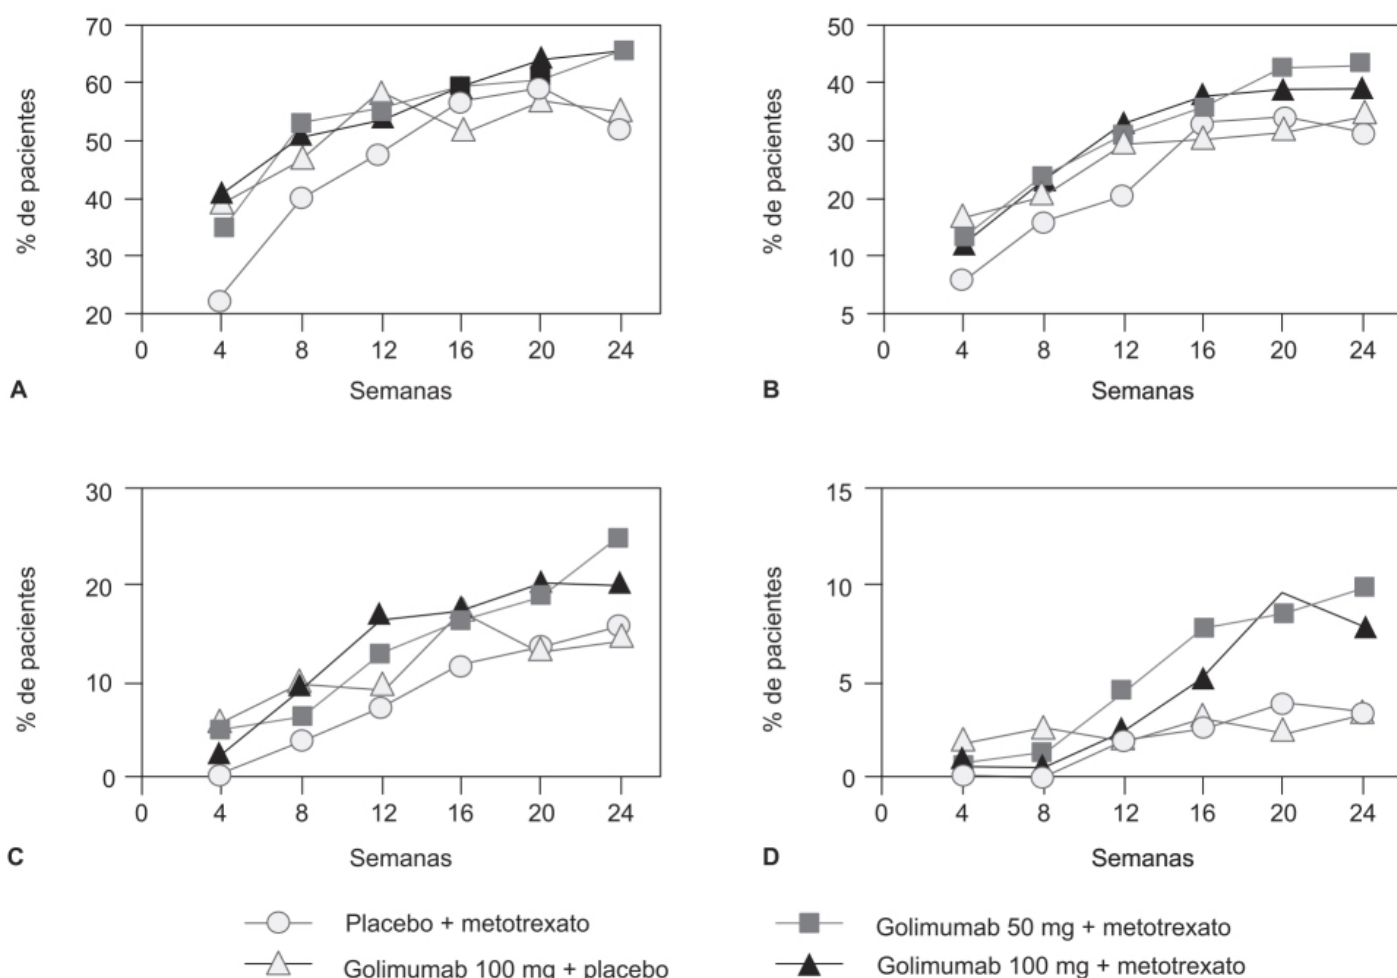 70
60
50
40
30
20
% de pacientes
0 4 8 12 16 20 24
Semanas
A
50
40
30
20
10
5
% de pacientes
0 4 8 12 16 20 24
Semanas
B
30
20
10
0
% de pacientes
0 4 8 12 16 20 24
Semanas
C
15
10
5
0
% de pacientes
0 4 8 12 16 20 24
Semanas
D
Placebo + metotrexato
Golimumab 100 mg + placebo
Golimumab 50 mg + metotrexato
Golimumab 100 mg + metotrexato